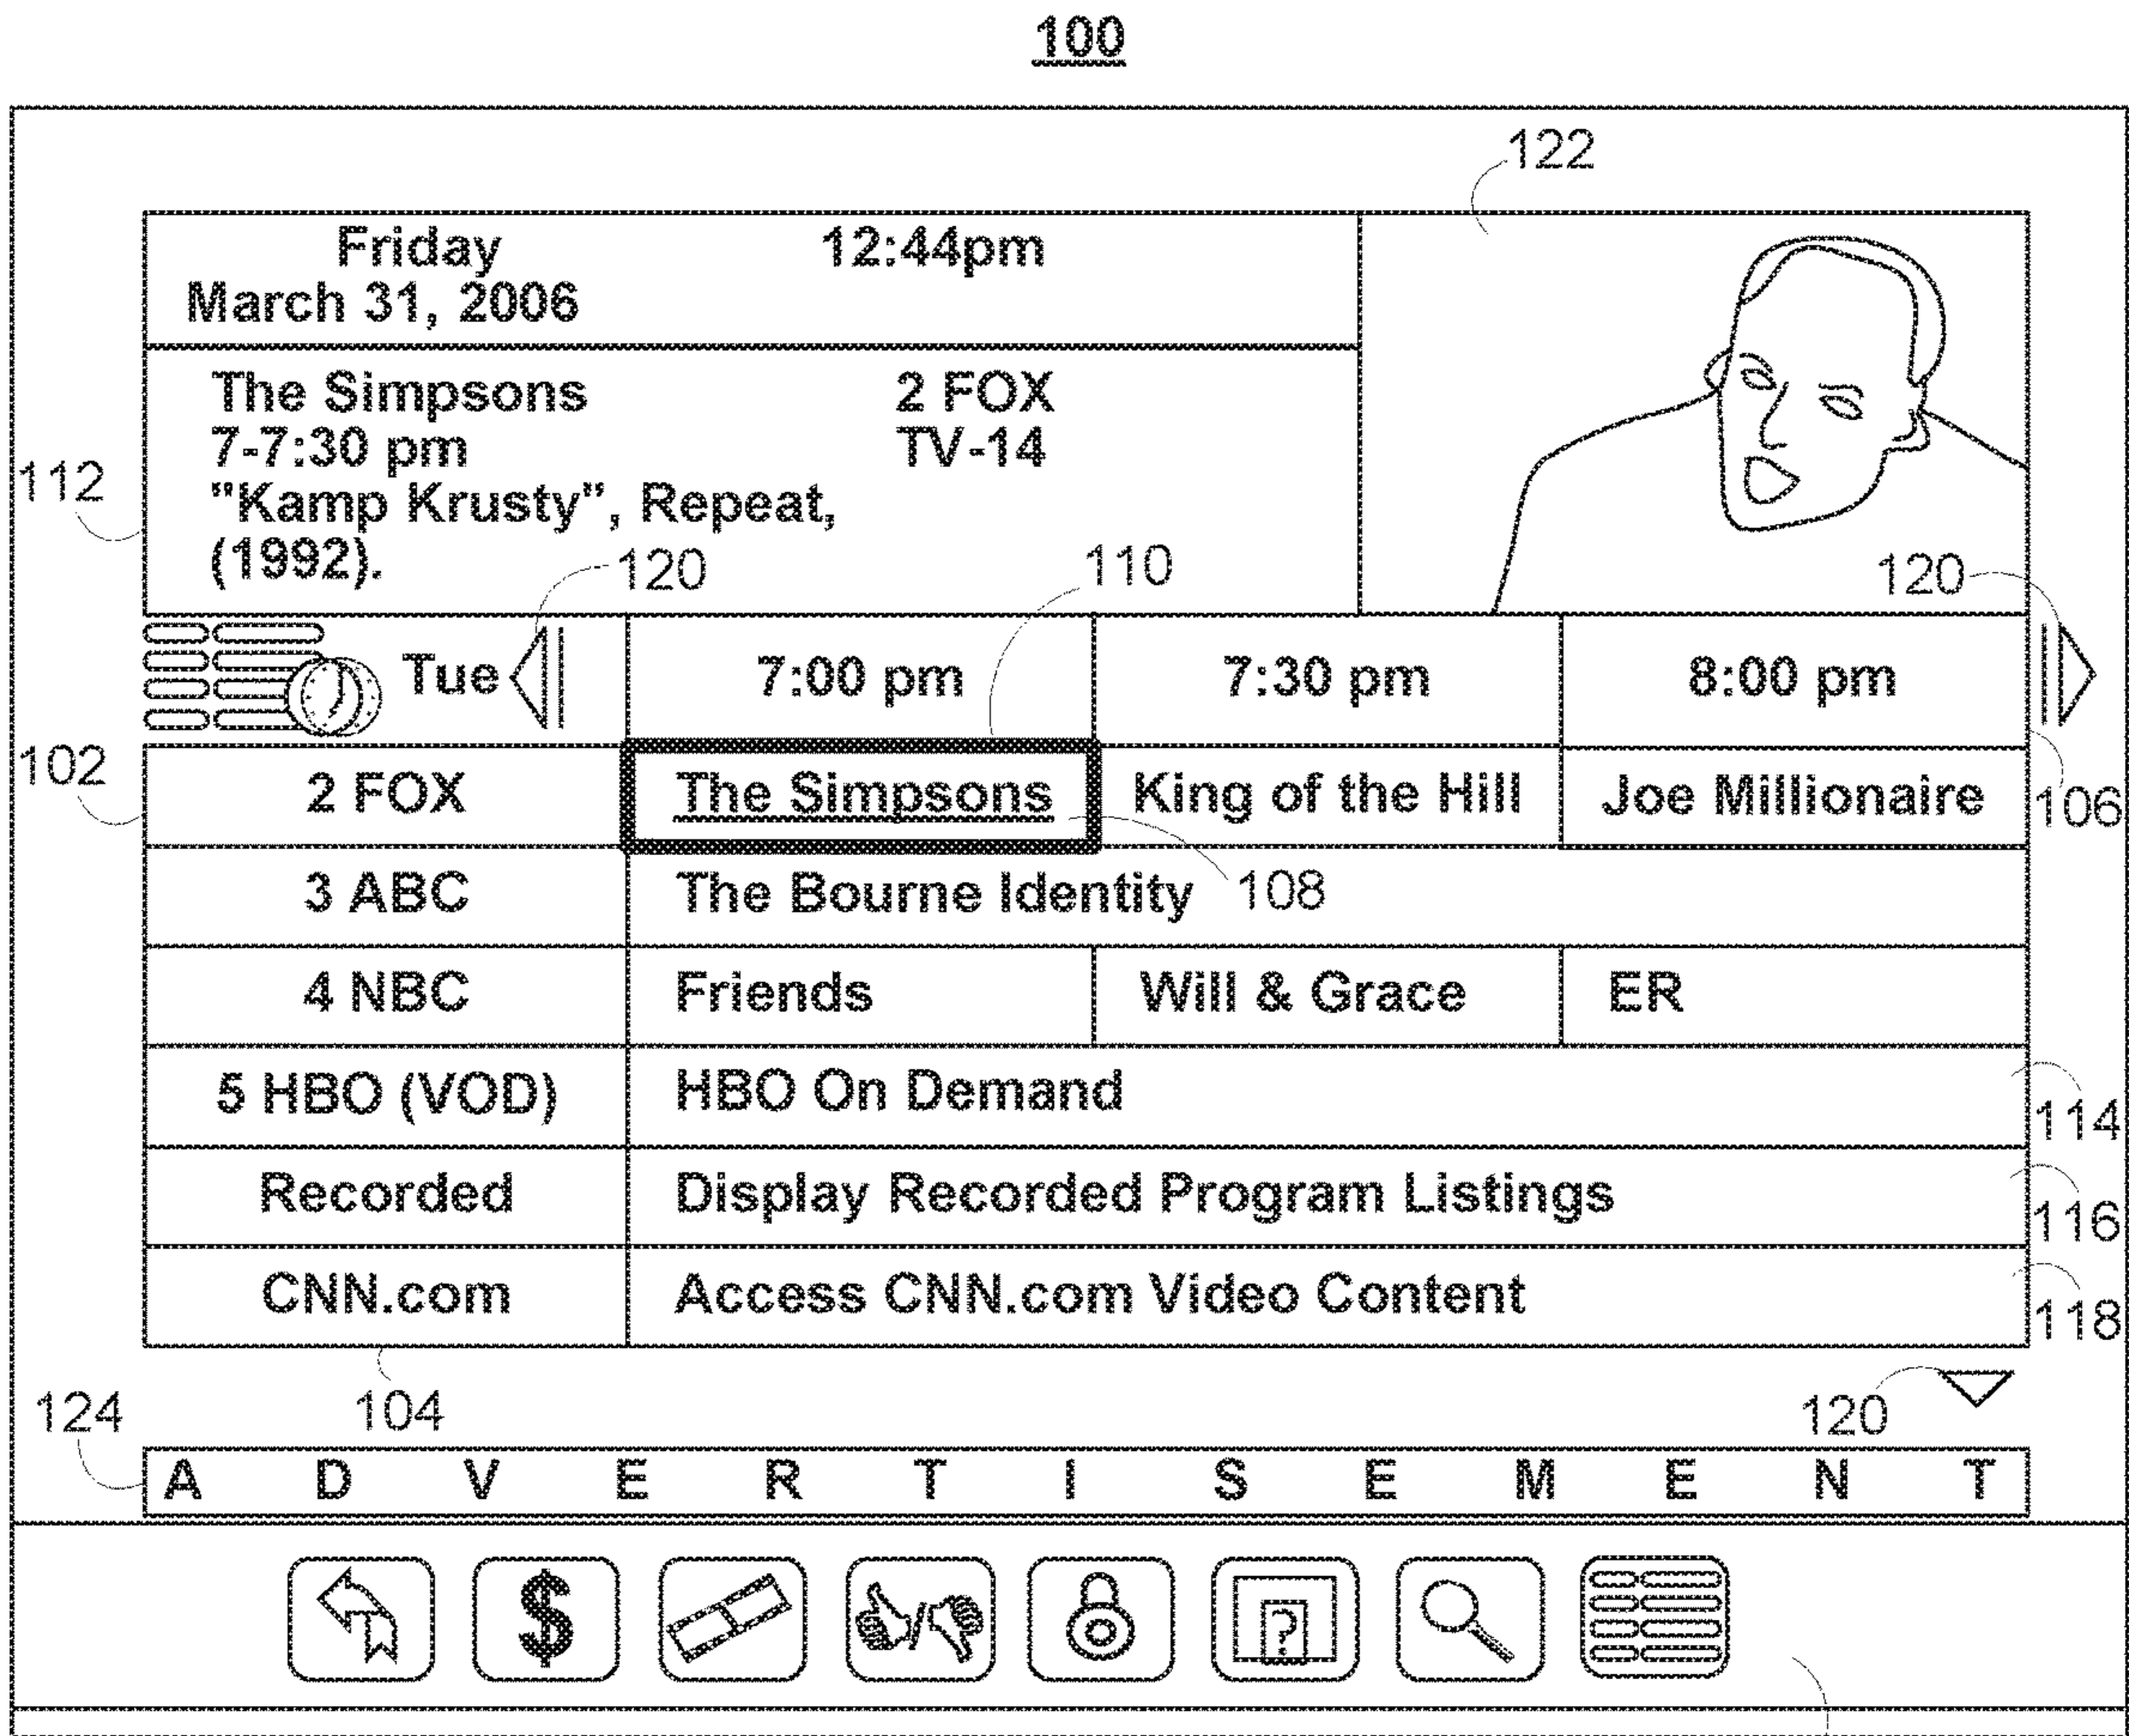 100
122
Friday 12:44pm
March 31, 2006
The Simpsons 2 FOX
7-7:30 pm TV-14
"Kamp Krusty", Repeat,
(1992).
112
120
110
120
Tue 7:00 pm 7:30 pm 8:00 pm
102
2 FOX The Simpsons King of the Hill Joe Millionaire
106
3 ABC The Bourne Identity
108
4 NBC Friends Will & Grace ER
5 HBO (VOD) HBO On Demand
114
Recorded Display Recorded Program Listings
116
CNN.com Access CNN.com Video Content
118
104
120
124
A D V E R T I S E M E N T
$
/
?